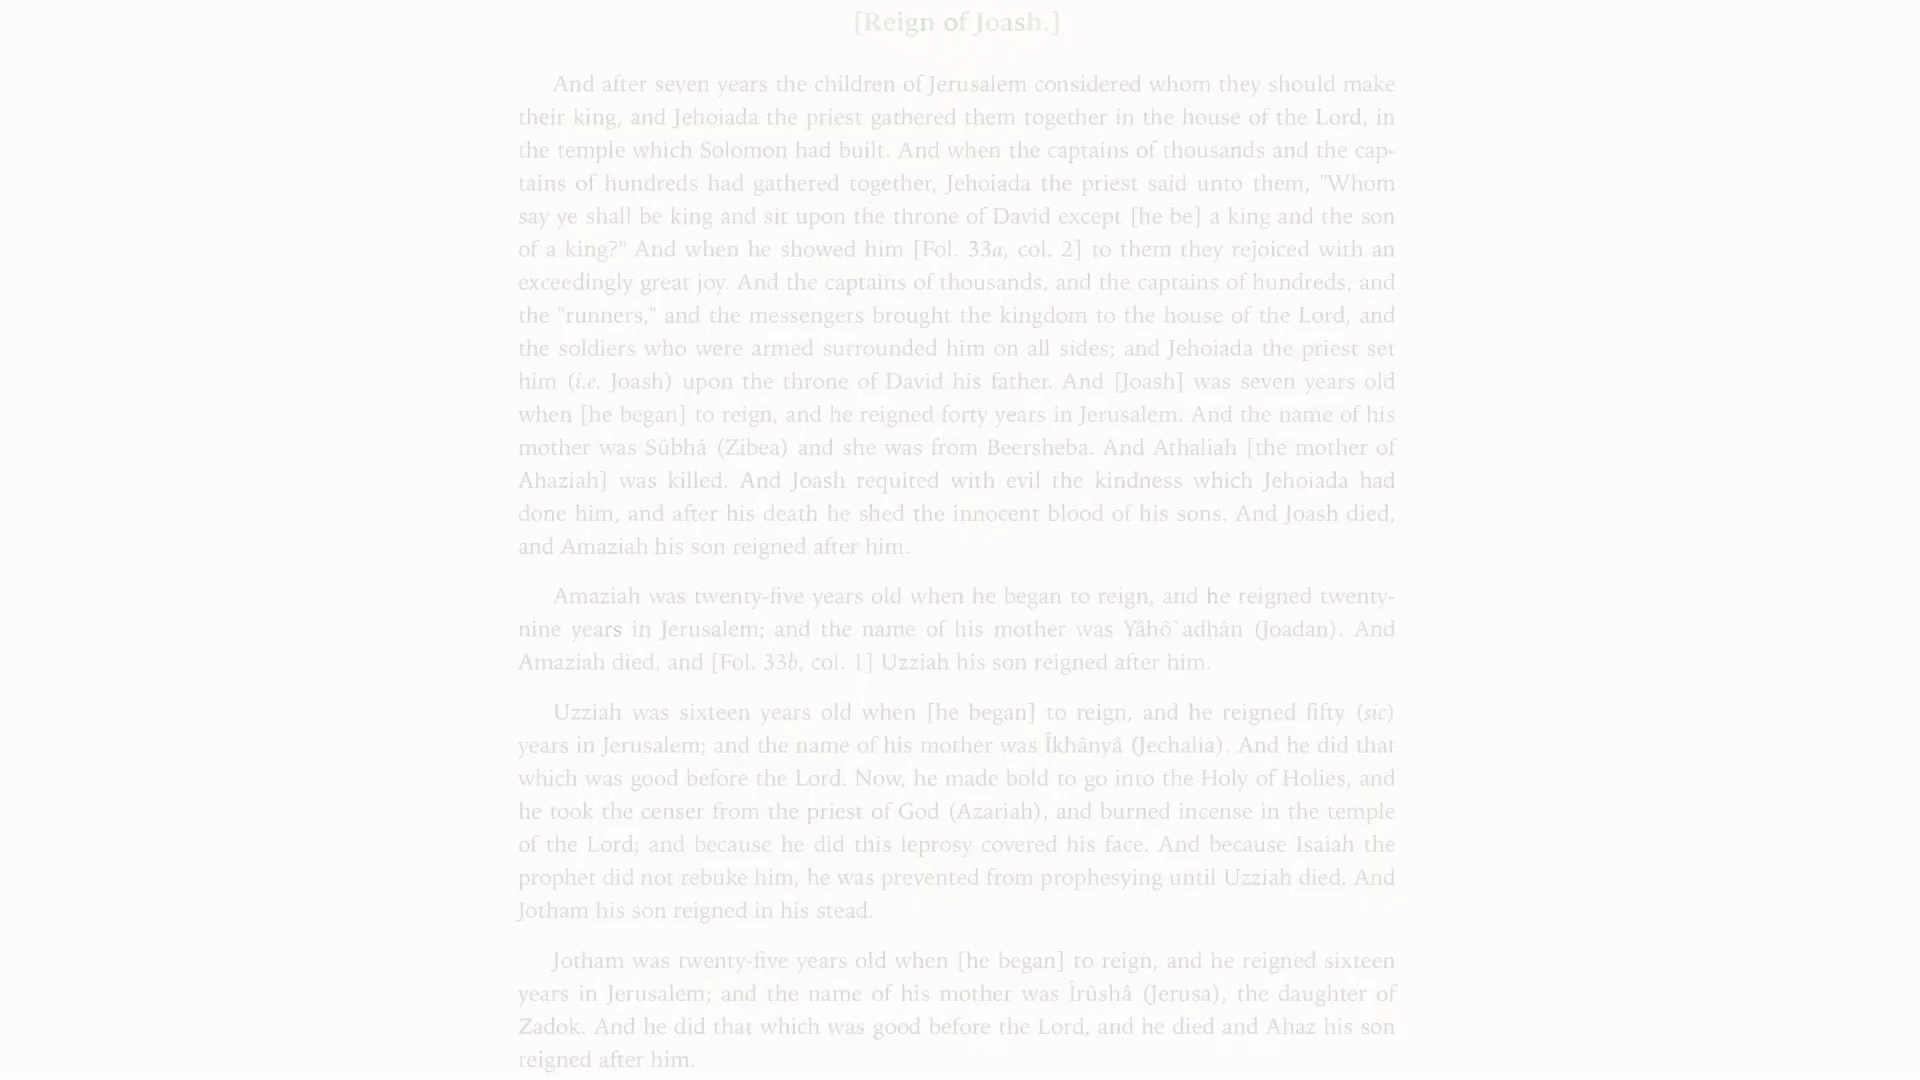 [Reign of Joash.]
And after seven years the children of Jerusalem considered whom they should make
their king, and Jehoiada the priest gathered them together in the house of the Lord, in
the temple which Solomon had built. And when the captains of thousands and the cap-
tains of hundreds had gathered together, Jehoiada the priest said unto them, "Whom
say ye shall be king and sit upon the throne of David except [he be] a king and the son
of a king?" And when he showed him [Fol. 33a, col. 2] to them they rejoiced with an
exceedingly great joy. And the captains of thousands, and the captains of hundreds, and
the "runners," and the messengers brought the kingdom to the house of the Lord, and
the soldiers who were armed surrounded him on all sides; and Jehoiada the priest set
him (i.e. Joash) upon the throne of David his father. And [Joash] was seven years old
when [he began] to reign, and he reigned forty years in Jerusalem. And the name of his
mother was Sûbhâ (Zibea) and she was from Beersheba. And Athaliah [the mother of
Ahaziah] was killed. And Joash requited with evil the kindness which Jehoiada had
done him, and after his death he shed the innocent blood of his sons. And Joash died,
and Amaziah his son reigned after him.
Amaziah was twenty-five years old when he began to reign, and he reigned twenty-
nine years in Jerusalem; and the name of his mother was Yâhô`adhân (Joadan). And
Amaziah died, and [Fol. 33b, col. 1] Uzziah his son reigned after him.
Uzziah was sixteen years old when [he began] to reign, and he reigned fifty (sic)
years in Jerusalem; and the name of his mother was Îkhânyâ (Jechalia). And he did that
which was good before the Lord. Now, he made bold to go into the Holy of Holies, and
he took the censer from the priest of God (Azariah), and burned incense in the temple
of the Lord; and because he did this leprosy covered his face. And because Isaiah the
prophet did not rebuke him, he was prevented from prophesying until Uzziah died. And
Jotham his son reigned in his stead.
Jotham was twenty-five years old when [he began] to reign, and he reigned sixteen
years in Jerusalem; and the name of his mother was Îrûshâ (Jerusa), the daughter of
Zadok. And he did that which was good before the Lord, and he died and Ahaz his son
reigned after him.